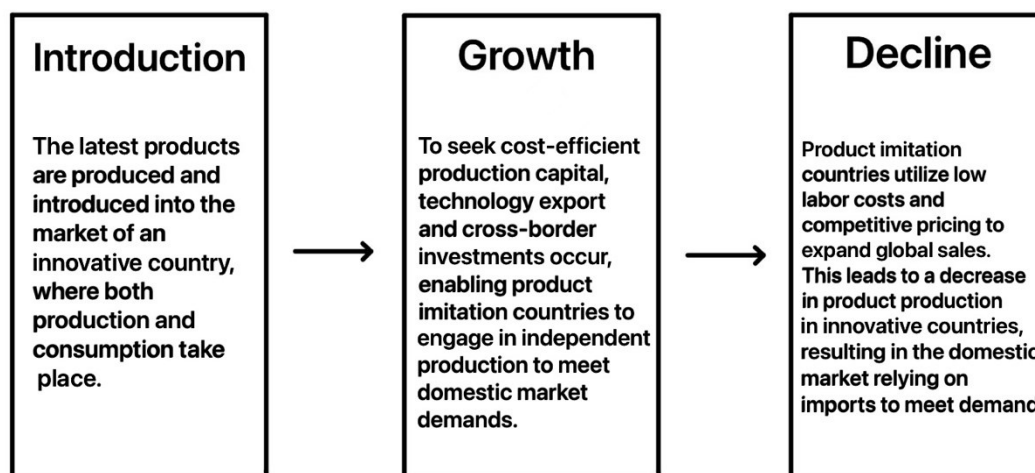 Introduction
The latest products
are produced and
introduced into the
market of an
innovative country,
where both
production and
consumption take
place.
Growth
To seek cost-efficient
production capital,
technology export
and cross-border
investments occur,
enabling product
imitation countries to
engage in independent
production to meet
domestic market
demands.
Decline
Product imitation
countries utilize low
labor costs and
competitive pricing to
expand global sales.
This leads to a decrease
in product production
in innovative countries,
resulting in the domestic
market relying on
imports to meet demand